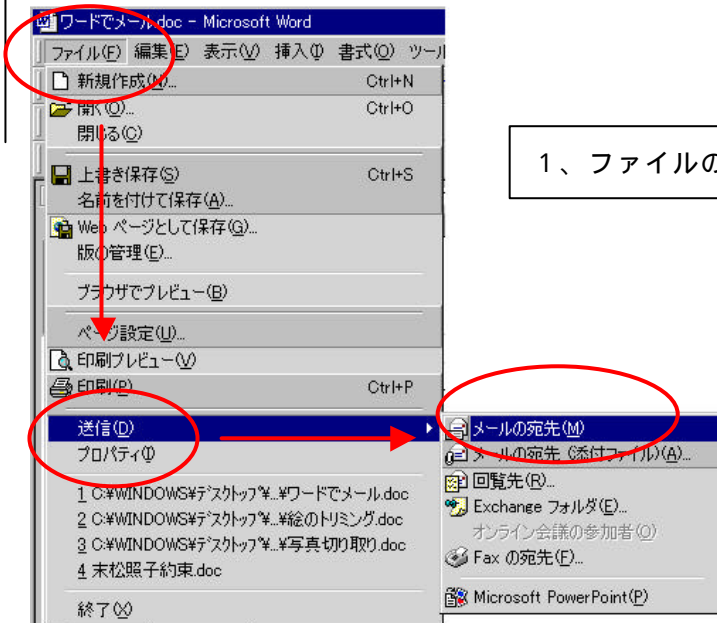 ワードでメール.doc - Microsoft Word
ファイル(F) 編集(E) 表示(V) 挿入(I) 書式(O) ツール
新規作成(N)... Ctrl+N
開く(O)... Ctrl+O
閉じる(C)
上書き保存(S) Ctrl+S
名前を付けて保存(A)...
Web ページとして保存(G)...
版の管理(E)...
ブラウザでプレビュー(B)
ページ設定(U)...
印刷プレビュー(V)
印刷(P) Ctrl+P
送信(D)
プロパティ(I)
1 C:¥WINDOWS¥デスクトップ¥...¥ワードでメール.doc
2 C:¥WINDOWS¥デスクトップ¥...¥絵のトリミング.doc
3 C:¥WINDOWS¥デスクトップ¥...¥写真切り取り.doc
4 末松照子約束.doc
終了(X)
1、ファイルの
メールの宛先(M)
メールの宛先 (添付ファイル)(A)...
回覧先(R)...
Exchange フォルダ(E)...
オンライン会議の参加者(O)
Fax の宛先(F)...
Microsoft PowerPoint(P)